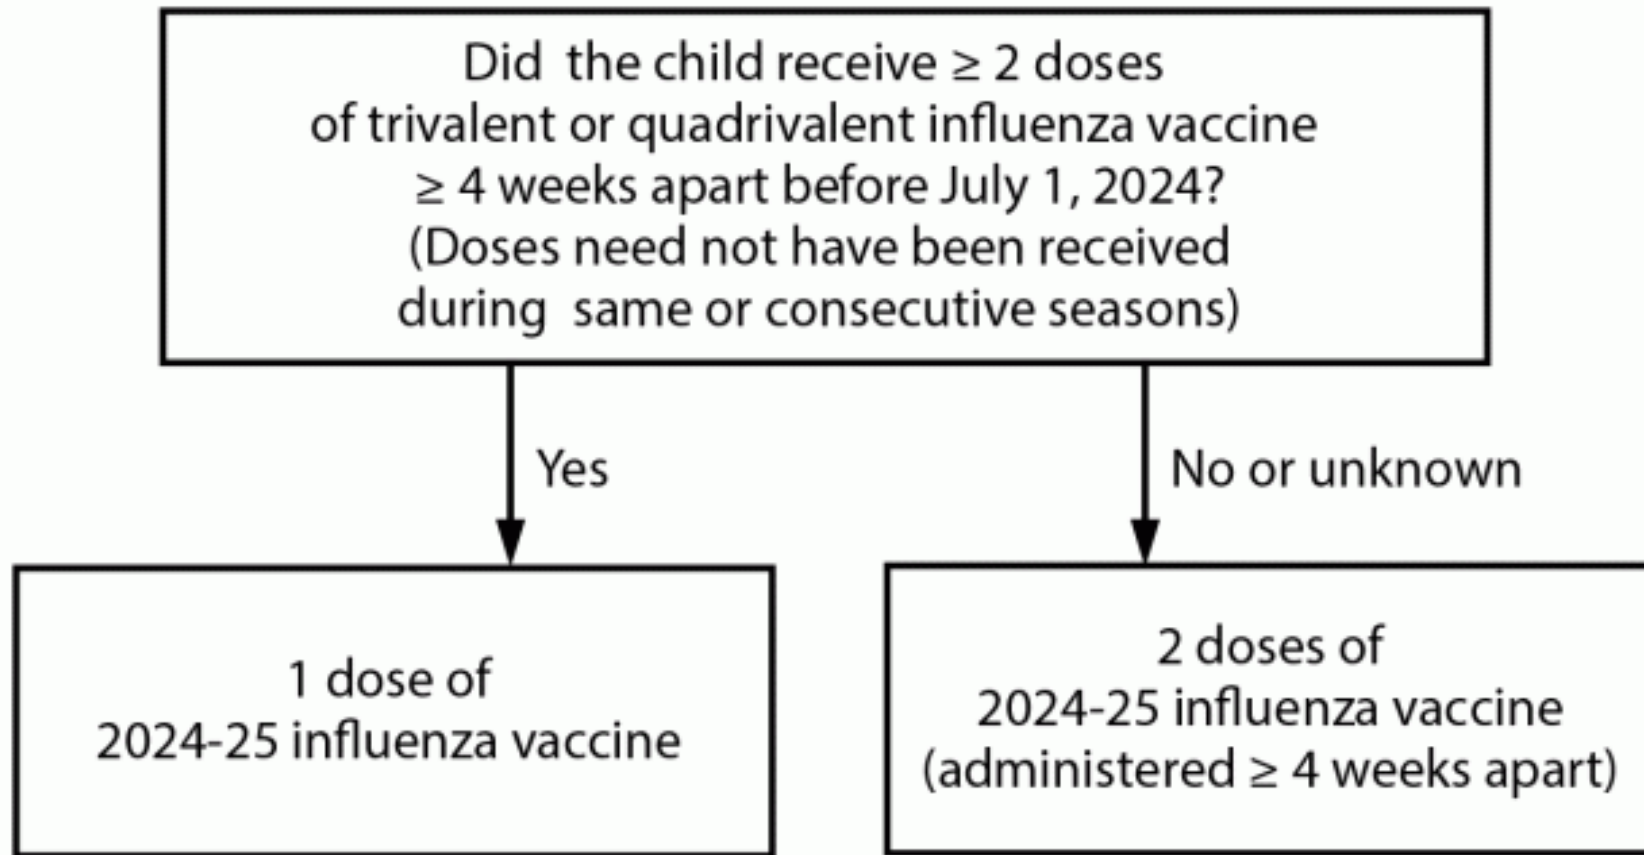 Did the child receive ≥ 2 doses
of trivalent or quadrivalent influenza vaccine
≥ 4 weeks apart before July 1, 2024?
(Doses need not have been received
during same or consecutive seasons)
Yes
No or unknown
1 dose of
2024-25 influenza vaccine
2 doses of
2024-25 influenza vaccine
(administered ≥ 4 weeks apart)